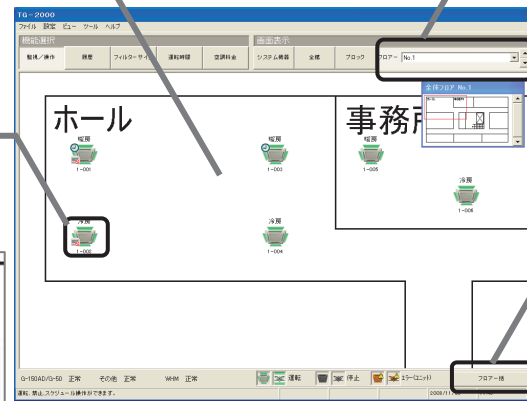 TG-2000
ファイル 設定 ビュー ツール ヘルプ
機能選択 画面表示
監視／操作 履歴 フィルターサイン 運転時間 空調料金 システム機器 全標 ブロック フロアー No.1
全体フロア No.1
ホール 事務所
暖房 暖房 暖房
1-001 1-003 1-005
冷房
1-006
冷房 冷房
1-002 1-004
G-150AD/G-50 正常 その他 正常 WHM 正常 運転 停止 エラー(ユニット) フロアー括
運転、禁止、スケジュール操作ができます。 2008/11